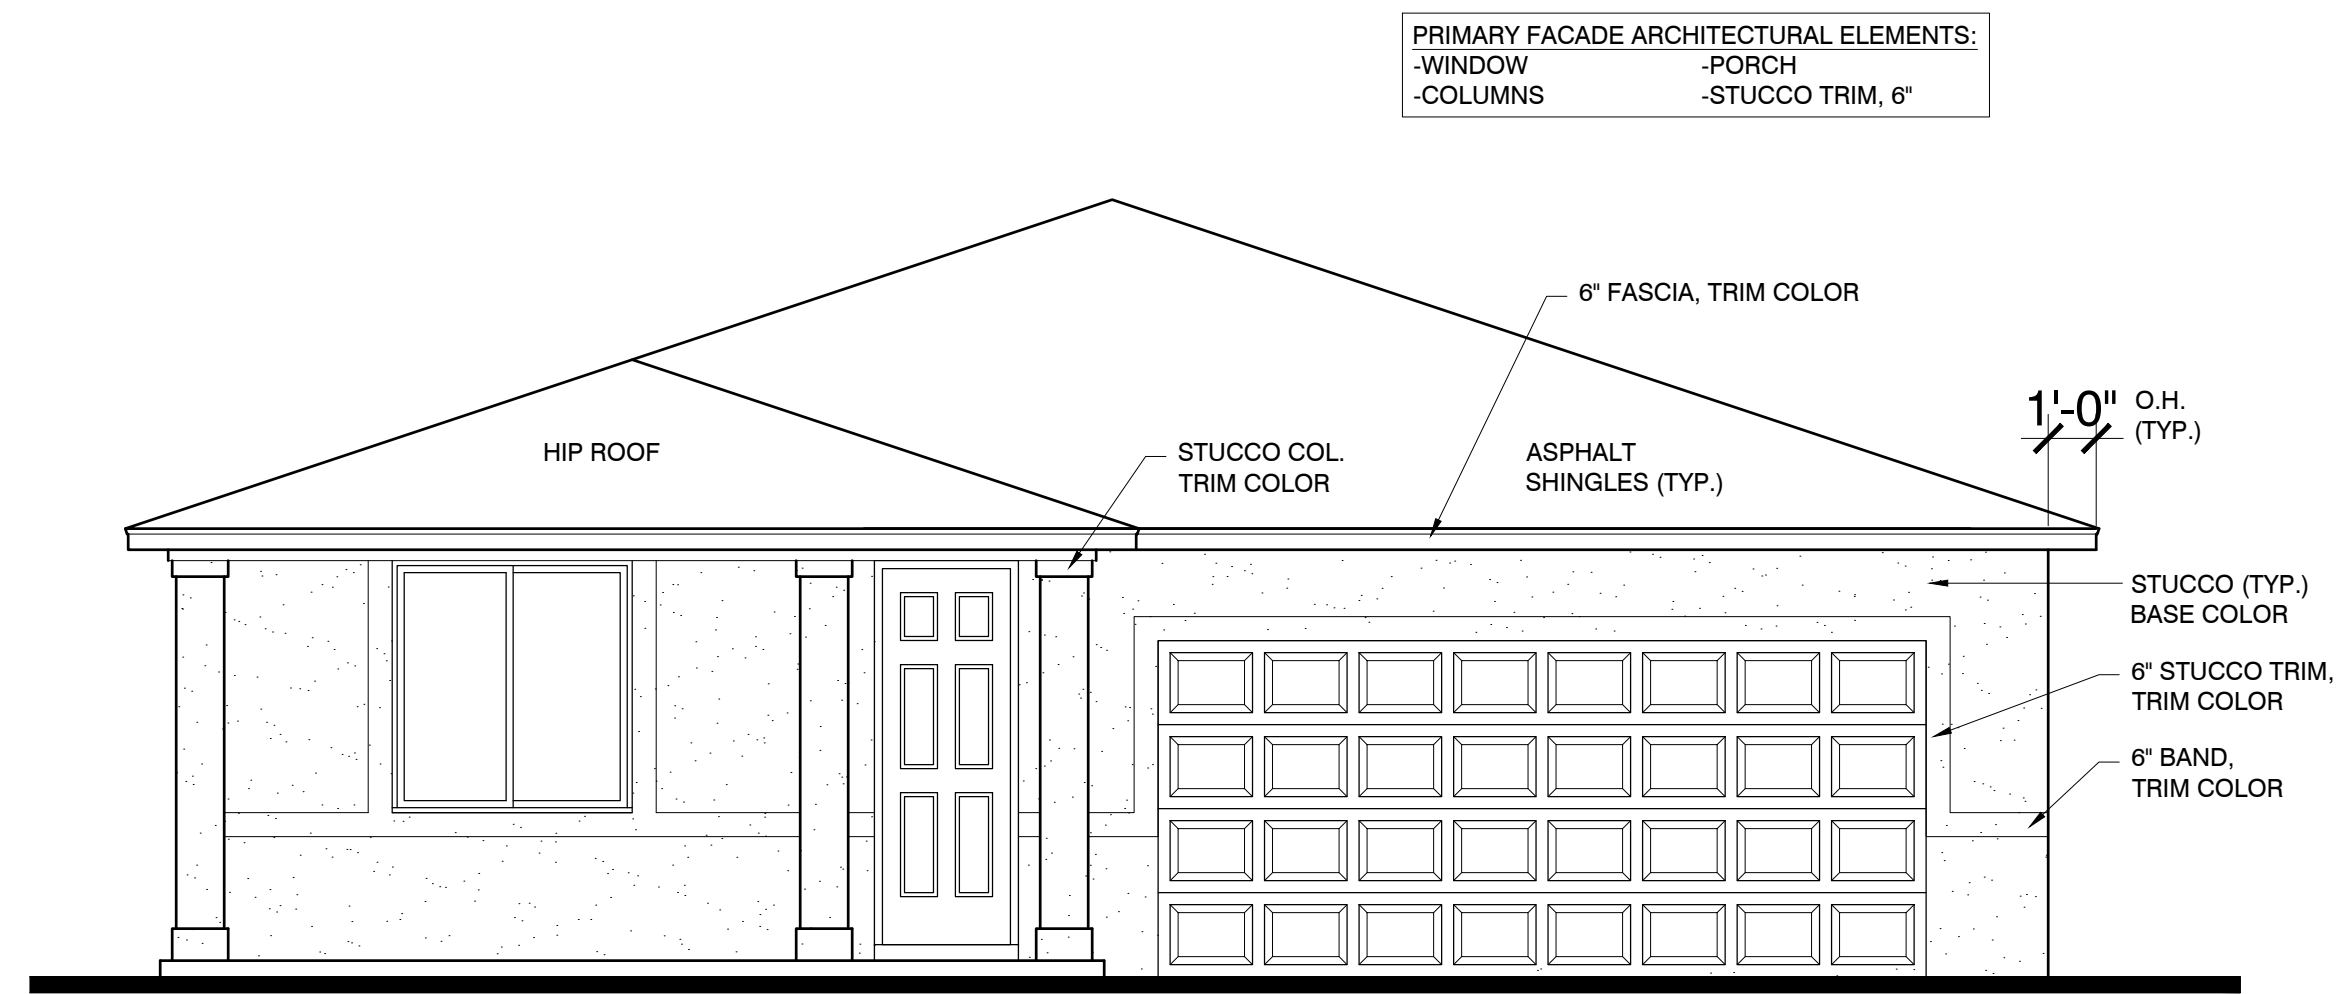 PRIMARY FACADE ARCHITECTURAL ELEMENTS:
-WINDOW -PORCH
-COLUMNS -STUCCO TRIM, 6"
6" FASCIA, TRIM COLOR
1'-0" O.H.
(TYP.)
HIP ROOF
STUCCO COL.
TRIM COLOR
ASPHALT
SHINGLES (TYP.)
STUCCO (TYP.)
BASE COLOR
6" STUCCO TRIM,
TRIM COLOR
6" BAND,
TRIM COLOR